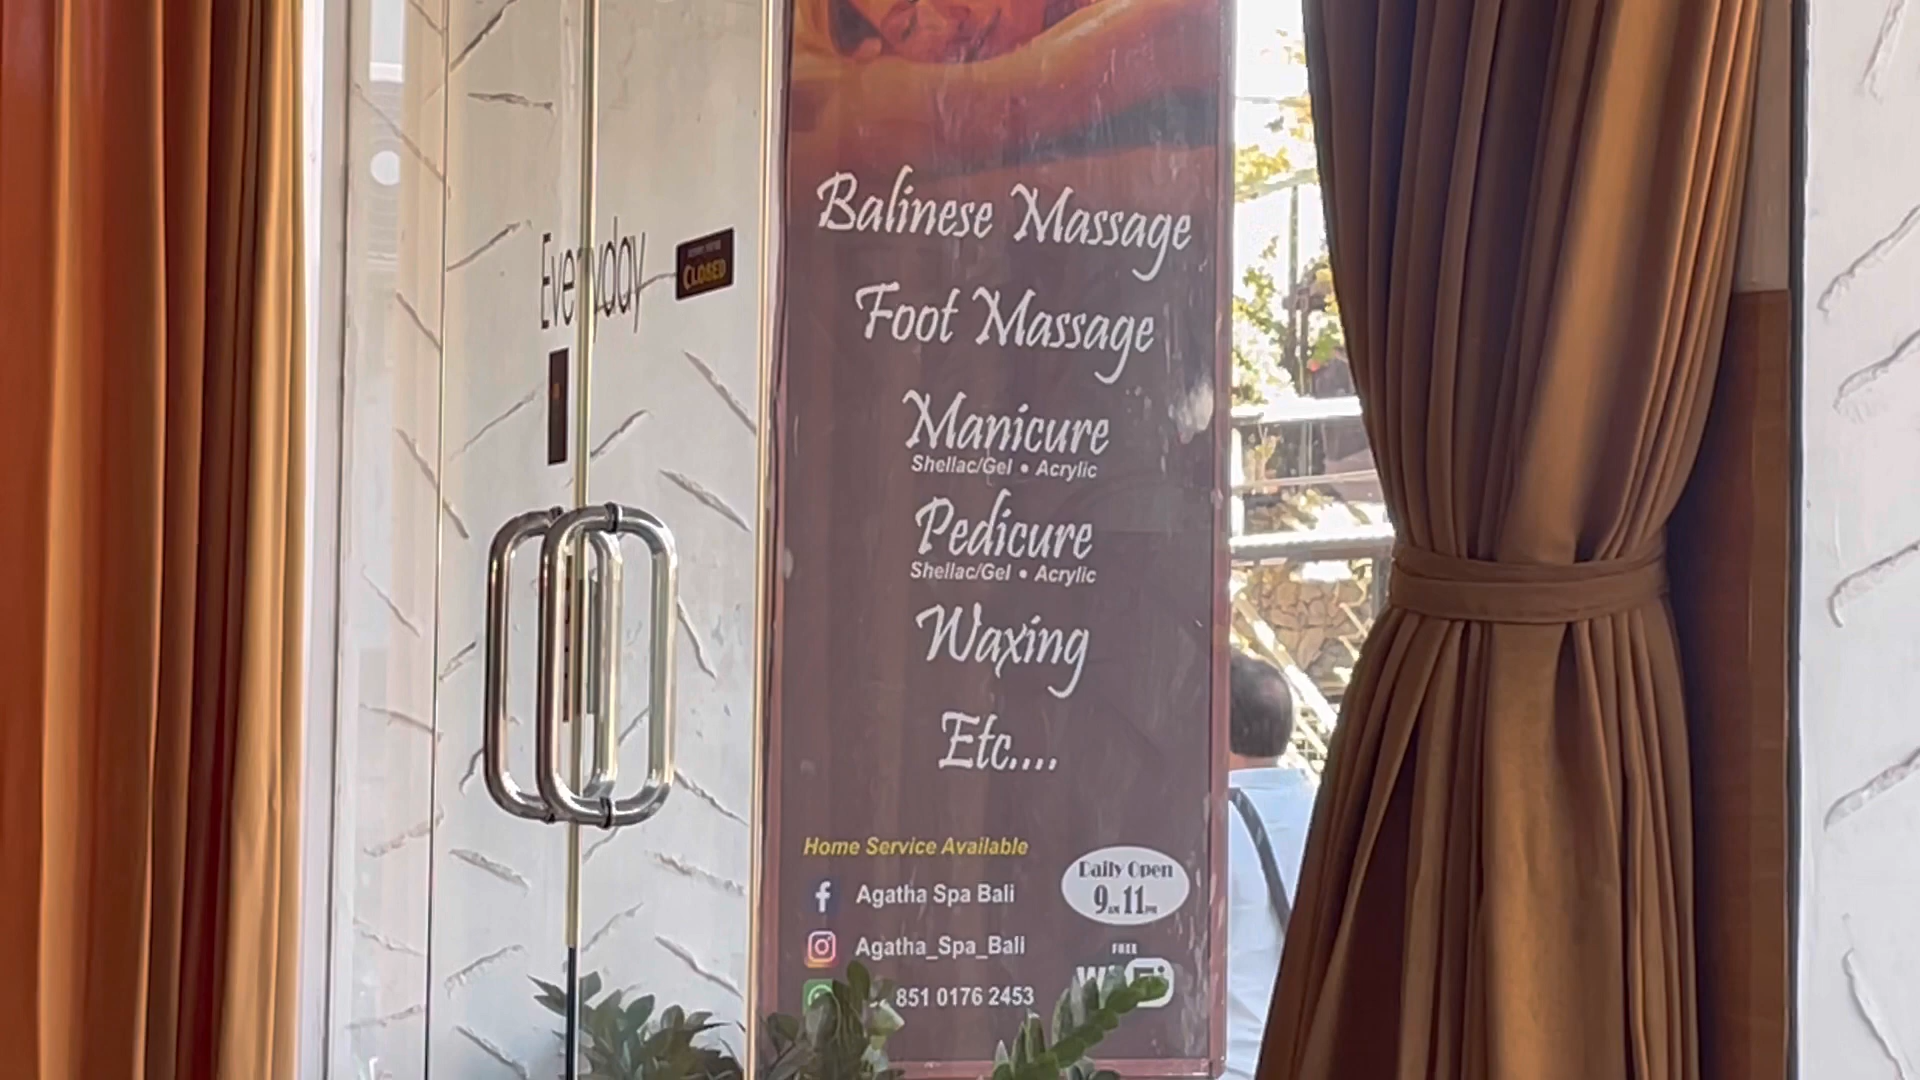 Everyday
CLOSED
Balinese Massage
Foot Massage
Manicure
Shellac/Gel • Acrylic
Pedicure
Shellac/Gel • Acrylic
Waxing
Etc....
Home Service Available
Agatha Spa Bali
Agatha_Spa_Bali
851 0176 2453
Daily Open
9AM 11PM
FREE